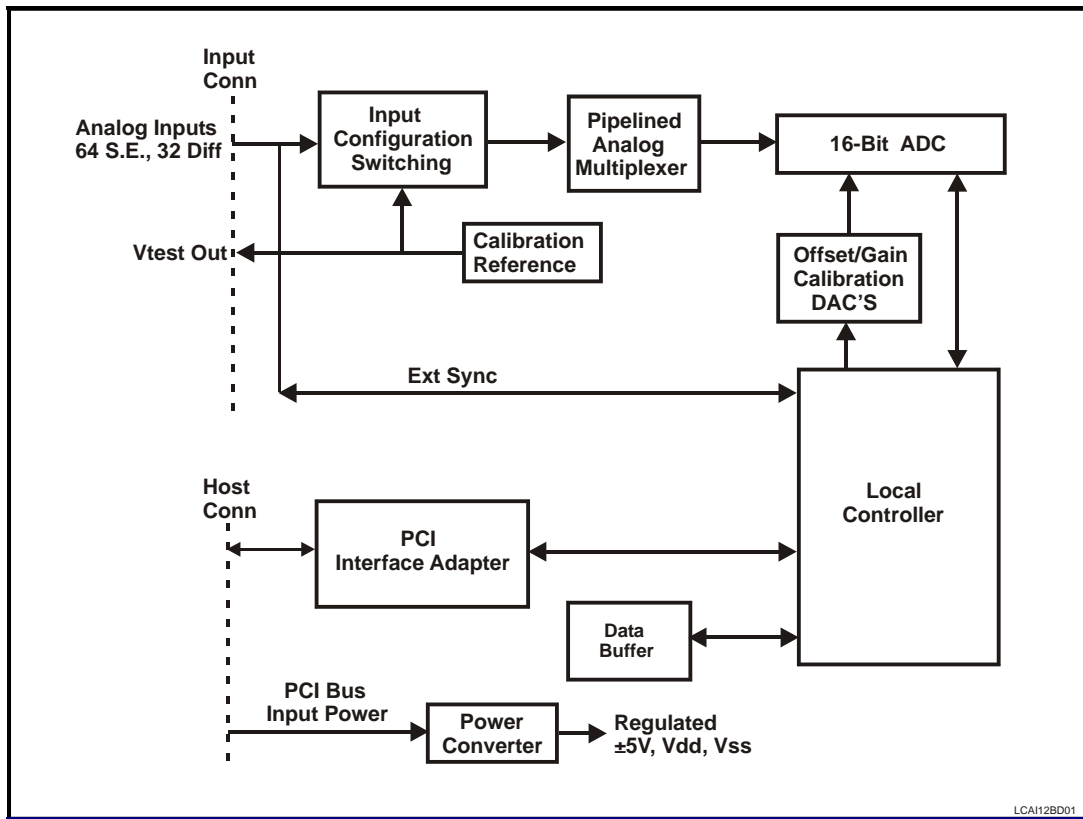 Input
Conn
Analog Inputs
64 S.E., 32 Diff
Input
Configuration
Switching
Pipelined
Analog
Multiplexer
16-Bit ADC
Vtest Out
Calibration
Reference
Offset/Gain
Calibration
DAC'S
Ext Sync
Host
Conn
PCI
Interface Adapter
Local
Controller
Data
Buffer
PCI Bus
Input Power
Power
Converter
Regulated
±5V, Vdd, Vss
LCAI12BD01